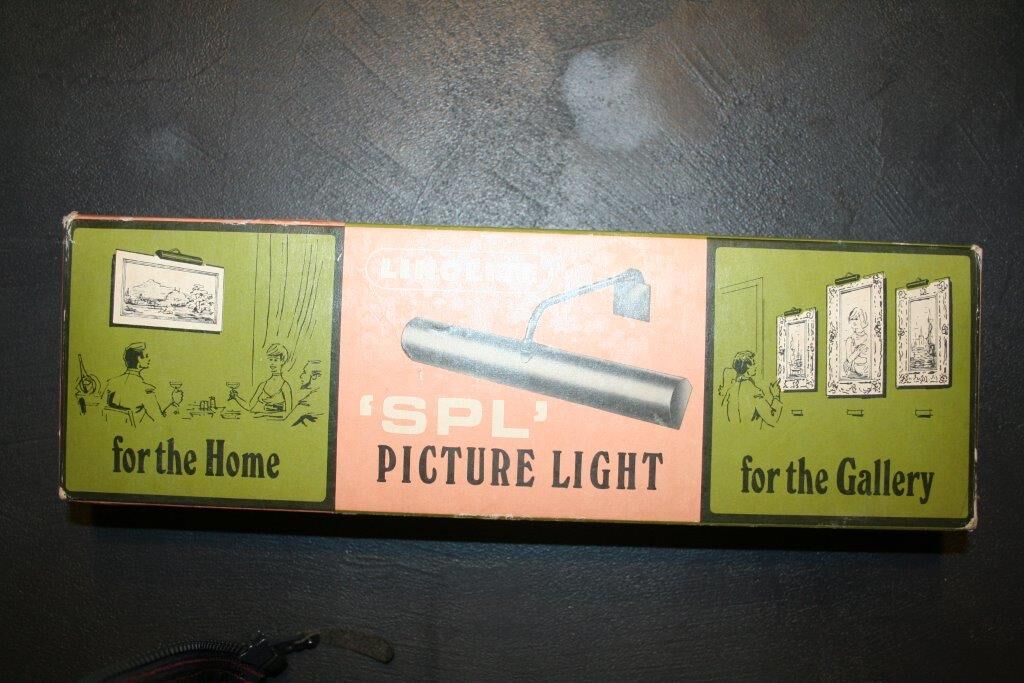 LINOLITE
'SPL'
PICTURE LIGHT
for the Home
for the Gallery